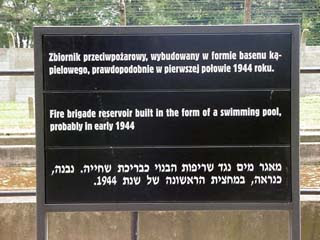 Zbiornik przeciwpożarowy, wybudowany w formie basenu ką-
pielowego, prawdopodobnie w pierwszej połowie 1944 roku.
Fire brigade reservoir built in the form of a swimming pool,
probably in early 1944
מאגר מים נגד שריפות הבנוי כבריכת שחייה. נבנה,
כנראה, במחצית הראשונה של שנת 1944.